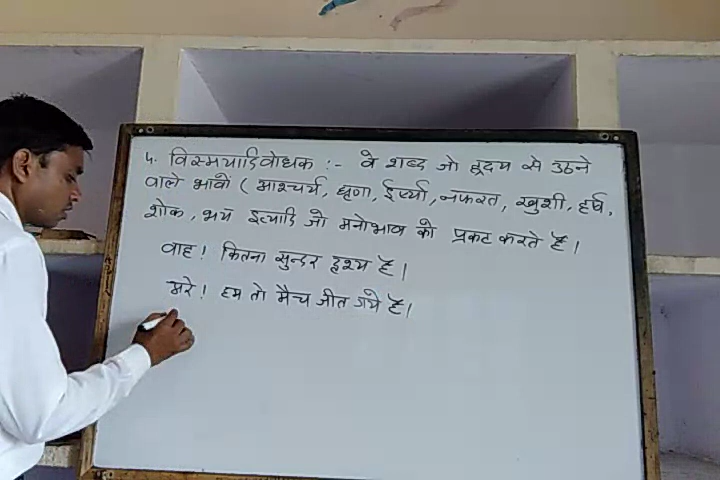 ५. विस्मयादिवोधक :- वे शब्द जो हृदय से उठने
वाले भावों ( आश्चर्य, घृणा, ईर्ष्या, नफरत, खुशी, हर्ष,
शोक, भय इत्यादि जो मनोभाव को प्रकट करते है।
वाह! कितना सुन्दर दृश्य है।
अरे! हम तो मैच जीत गये है।